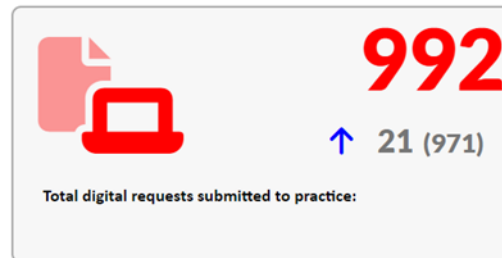 992
↑ 21 (971)
Total digital requests submitted to practice: